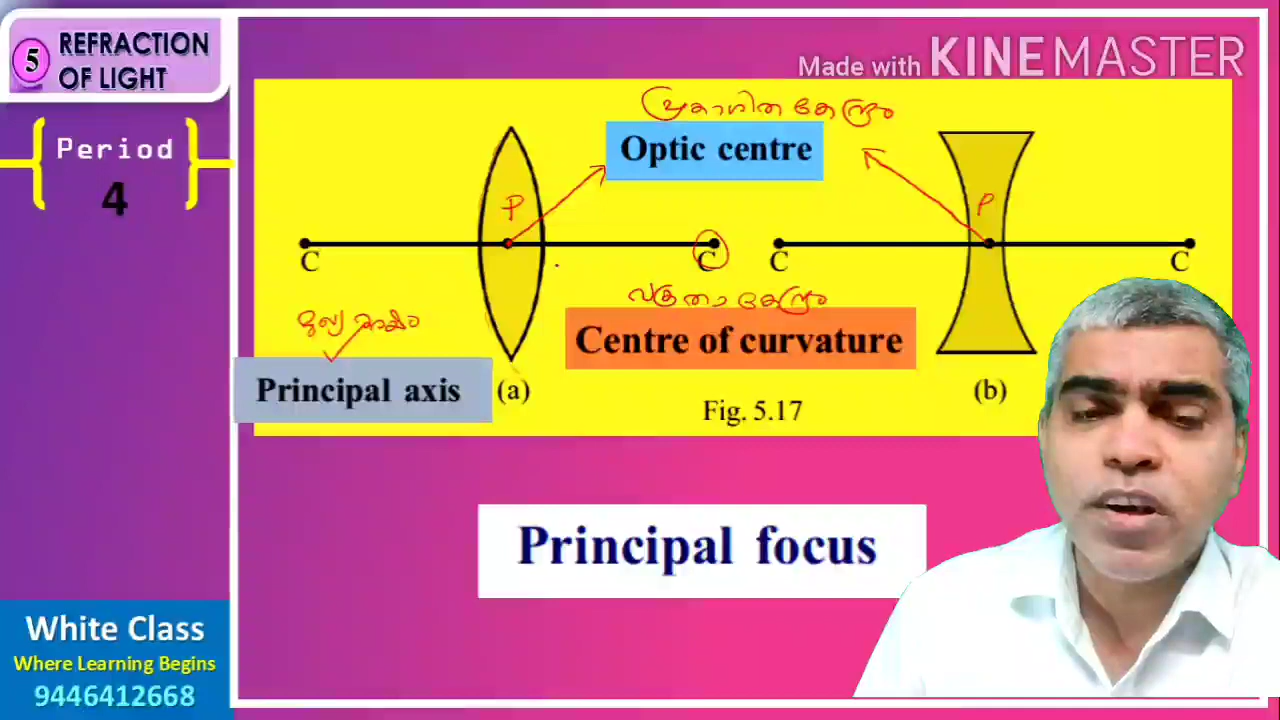 5
REFRACTION
OF LIGHT
Made with KINEMASTER
Period
4
പ്രകാശിത കേന്ദ്രം
Optic centre
P
P
C
C
C
C
വക്രതാ കേന്ദ്രം
മുഖ്യ അക്ഷം
Centre of curvature
Principal axis
(a)
(b)
Fig. 5.17
Principal focus
White Class
Where Learning Begins
9446412668